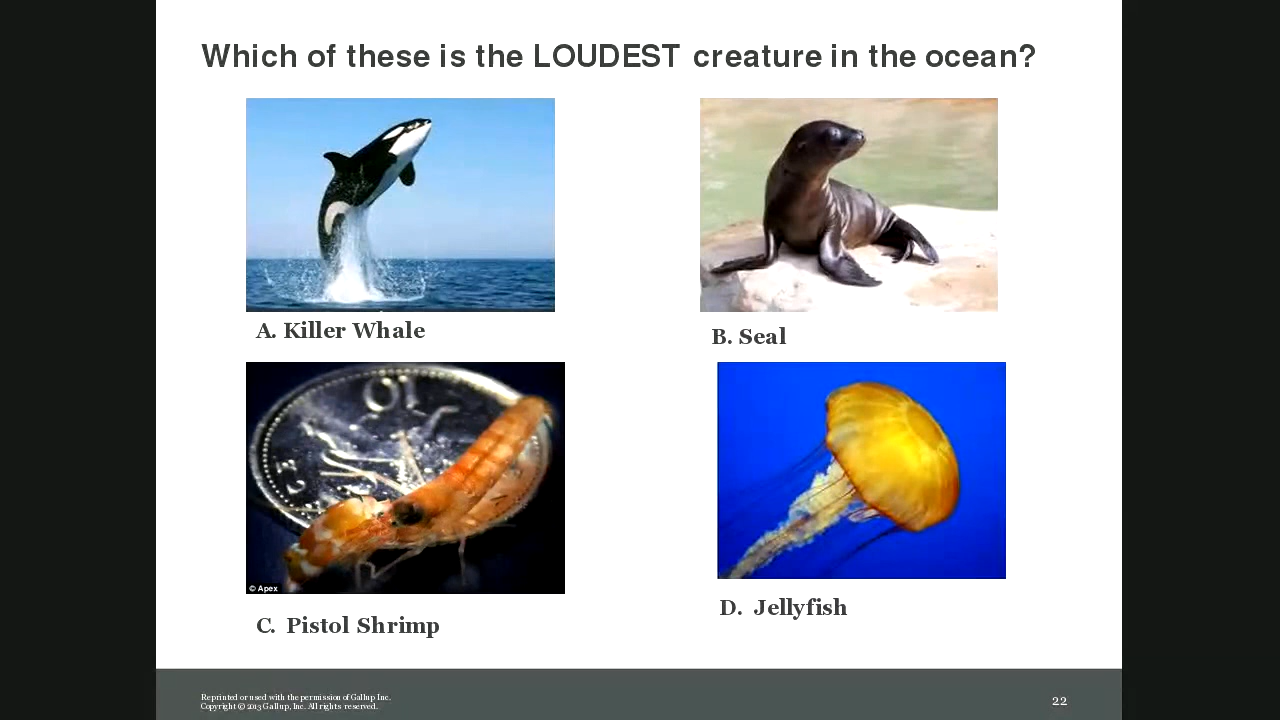 Which of these is the LOUDEST creature in the ocean?
A. Killer Whale
B. Seal
© Apex
C. Pistol Shrimp
D. Jellyfish
Reprinted or used with the permission of Gallup Inc.
Copyright © 2013 Gallup, Inc. All rights reserved.
22